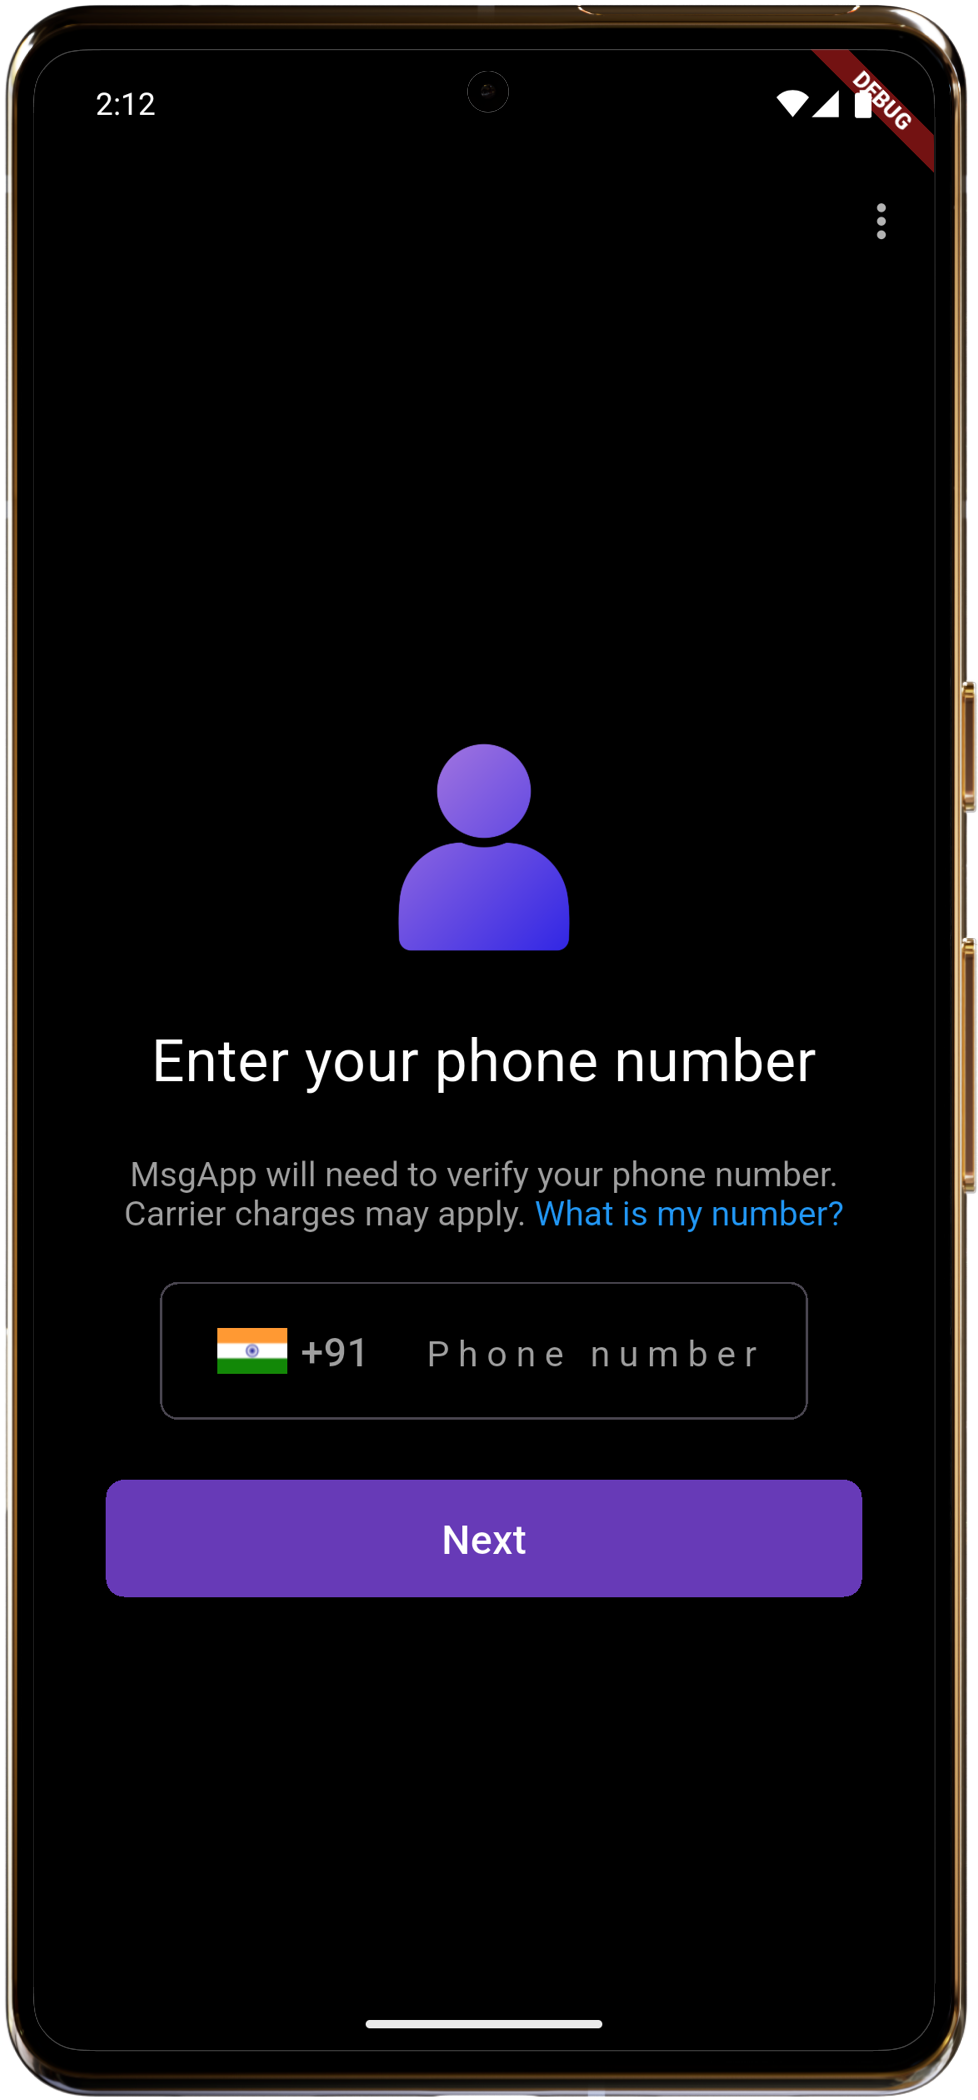 2:12
DEBUG
Enter your phone number
MsgApp will need to verify your phone number.
Carrier charges may apply. What is my number?
+91 Phone number
Next